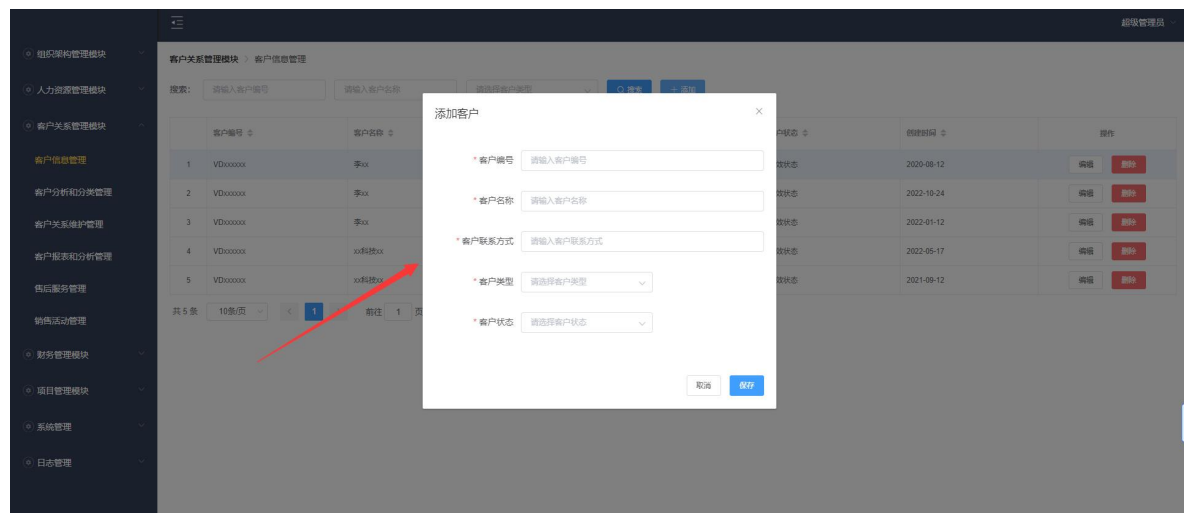 超级管理员
组织架构管理模块
人力资源管理模块
客户关系管理模块
客户信息管理
客户分析和分类管理
客户关系维护管理
客户报表和分析管理
售后服务管理
销售活动管理
财务管理模块
项目管理模块
系统管理
日志管理
客户关系管理模块 > 客户信息管理
搜索: 请输入客户编号 请输入客户名称 请选择客户类型 搜索 + 添加
客户编号 客户名称 户状态 创建时间 操作
1 VDxxxxxx 李xx 效状态 2020-08-12 编辑 删除
2 VDxxxxxx 李xx 效状态 2022-10-24 编辑 删除
3 VDxxxxxx 李xx 效状态 2022-01-12 编辑 删除
4 VDxxxxxx xx科技xx 效状态 2022-05-17 编辑 删除
5 VDxxxxxx xx科技xx 效状态 2021-09-12 编辑 删除
共 5 条 10条/页 1 前往 1 页
添加客户
* 客户编号 请输入客户编号
* 客户名称 请输入客户名称
* 客户联系方式 请输入客户联系方式
* 客户类型 请选择客户类型
* 客户状态 请选择客户状态
取消 保存